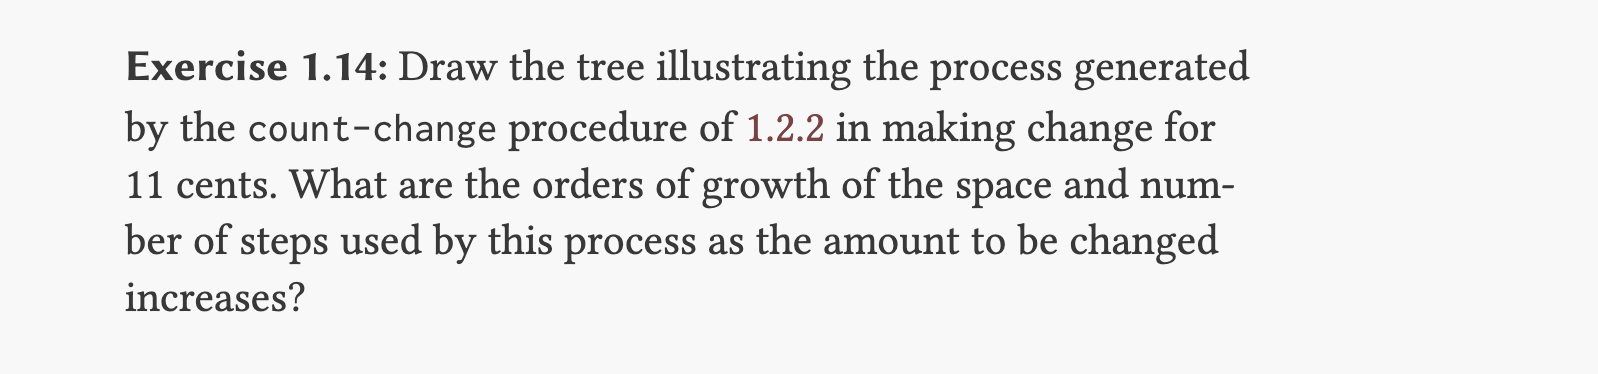 Exercise 1.14: Draw the tree illustrating the process generated
by the count-change procedure of 1.2.2 in making change for
11 cents. What are the orders of growth of the space and num-
ber of steps used by this process as the amount to be changed
increases?